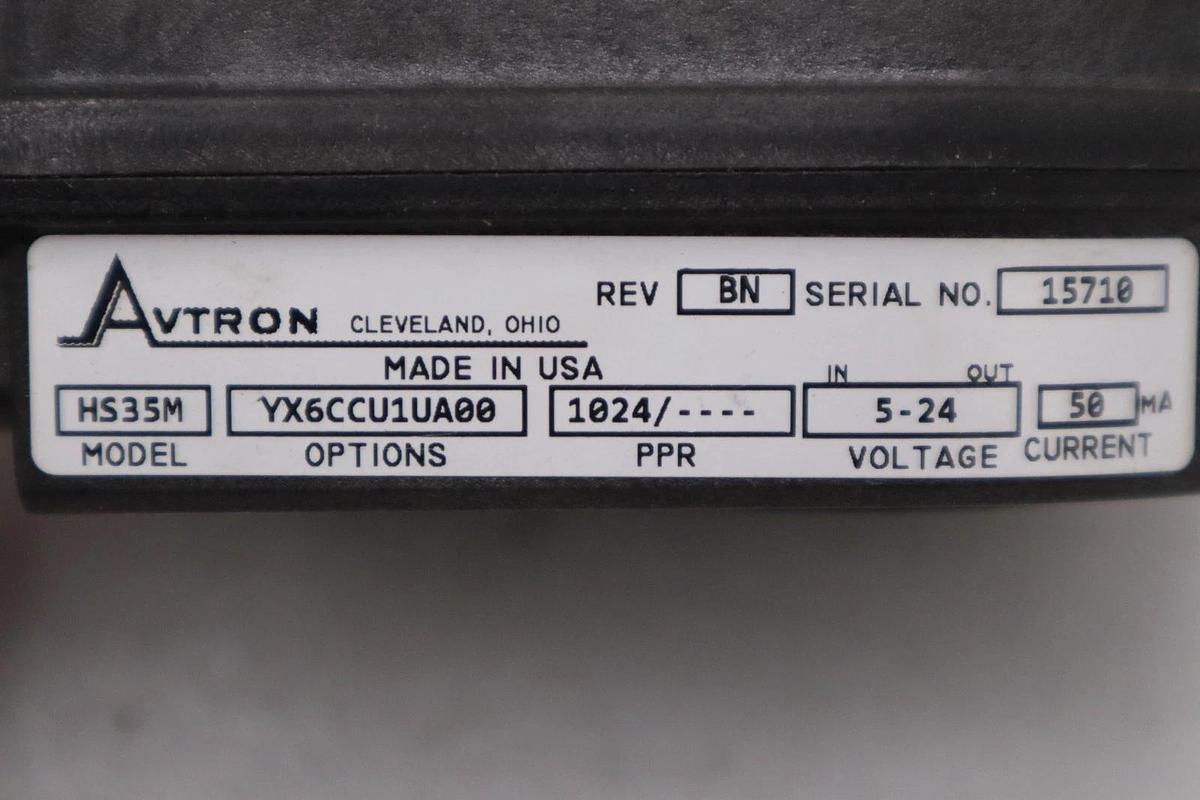 AVTRON CLEVELAND, OHIO REV BN SERIAL NO. 15710
MADE IN USA
IN OUT
HS35M YX6CCU1UA00 1024/---- 5-24 50 MA
MODEL OPTIONS PPR VOLTAGE CURRENT